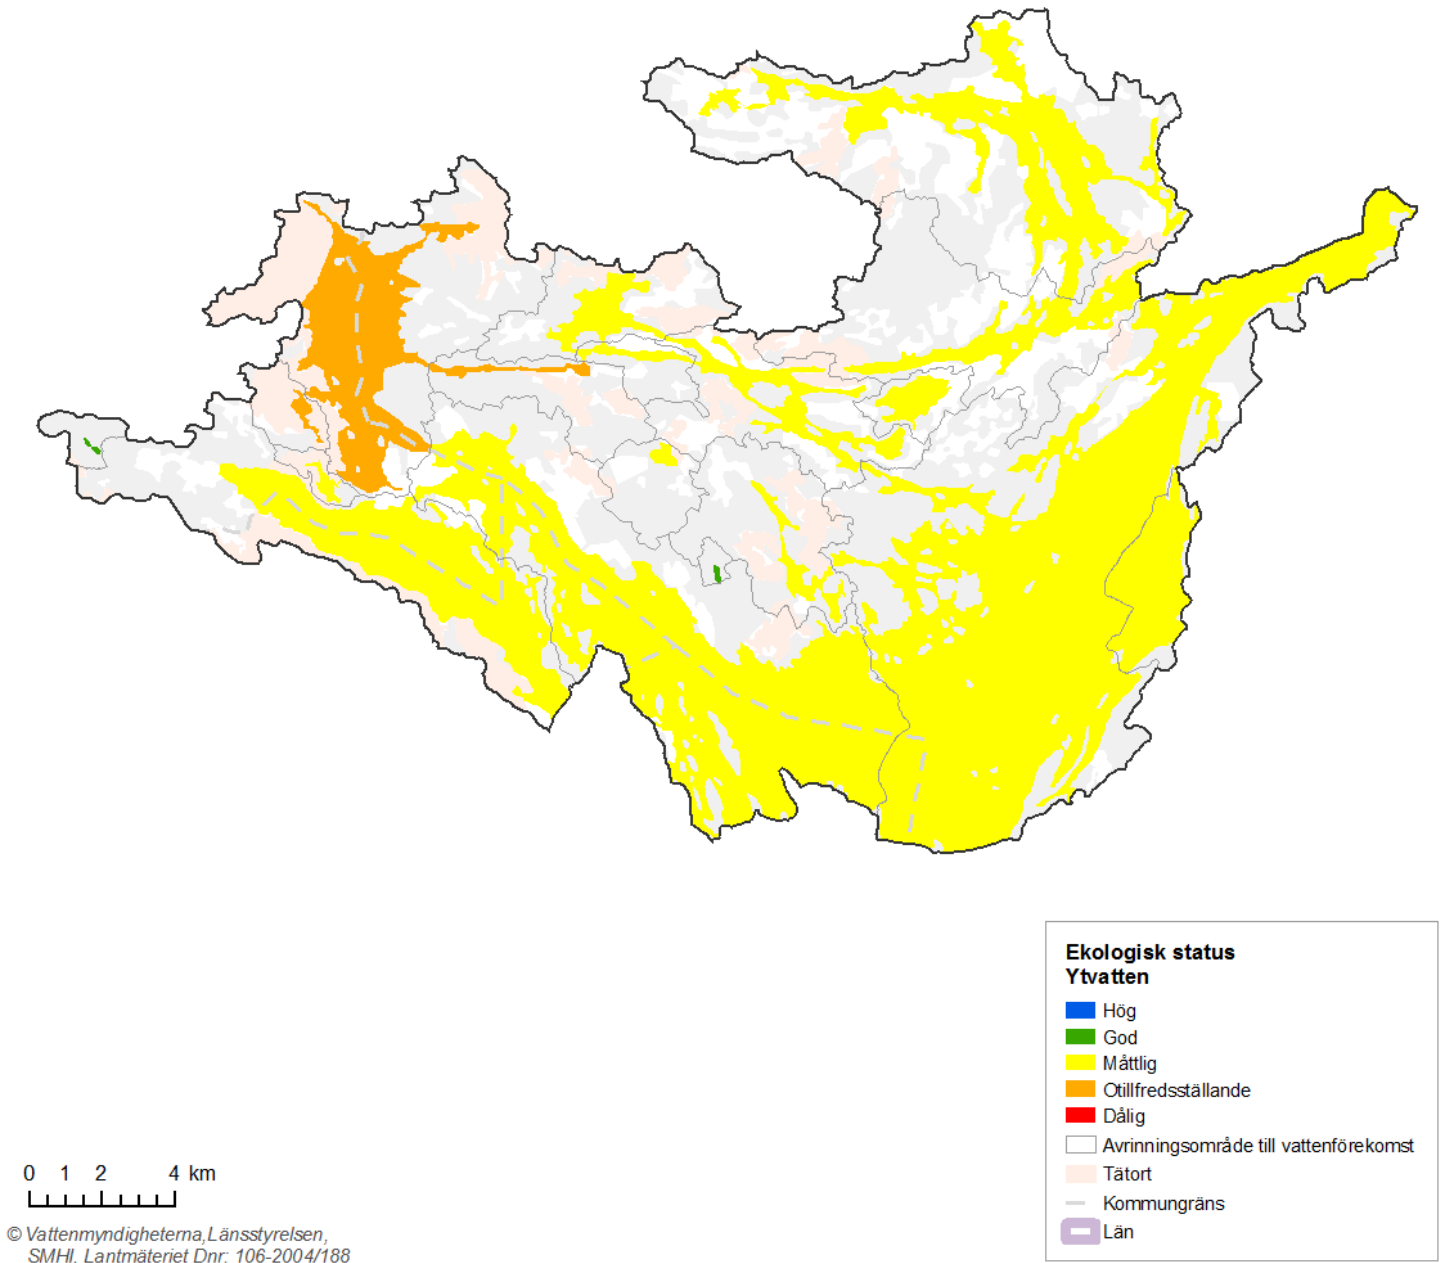 Ekologisk status
Ytvatten
Hög
God
Måttlig
Otillfredsställande
Dålig
Avrinningsområde till vattenförekomst
Tätort
Kommungräns
Län
0 1 2 4 km
© Vattenmyndigheterna,Länsstyrelsen,
SMHI. Lantmäteriet Dnr: 106-2004/188